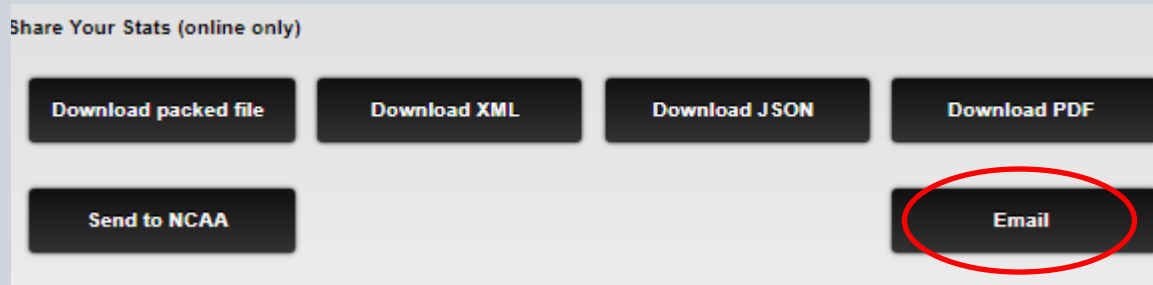 Share Your Stats (online only)
Download packed file Download XML Download JSON Download PDF
Send to NCAA Email